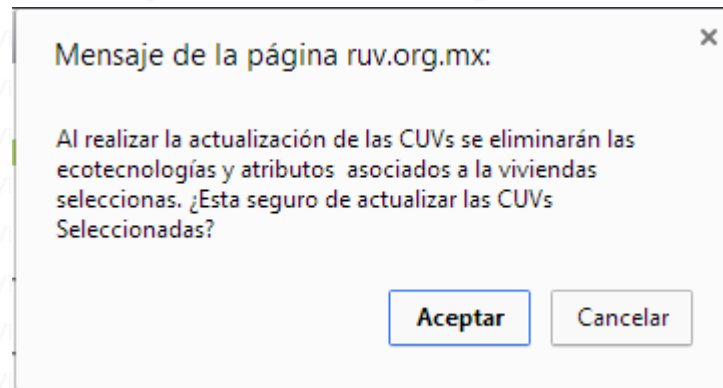 Mensaje de la página ruv.org.mx:
Al realizar la actualización de las CUVs se eliminarán las
ecotecnologías y atributos asociados a la viviendas
seleccionas. ¿Esta seguro de actualizar las CUVs
Seleccionadas?
Aceptar
Cancelar